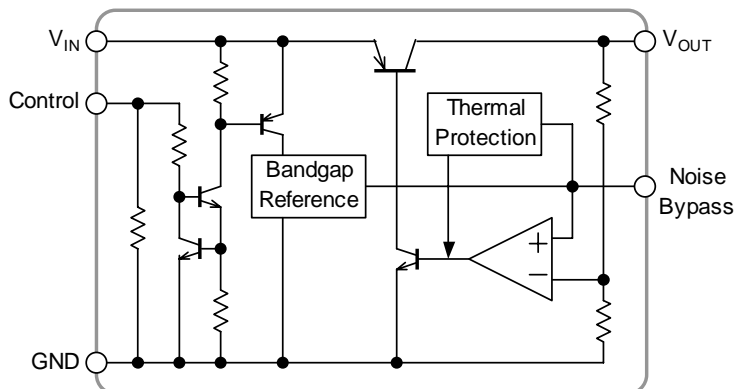 V_IN
V_OUT
Control
Thermal
Protection
Bandgap
Reference
Noise
Bypass
+
−
GND